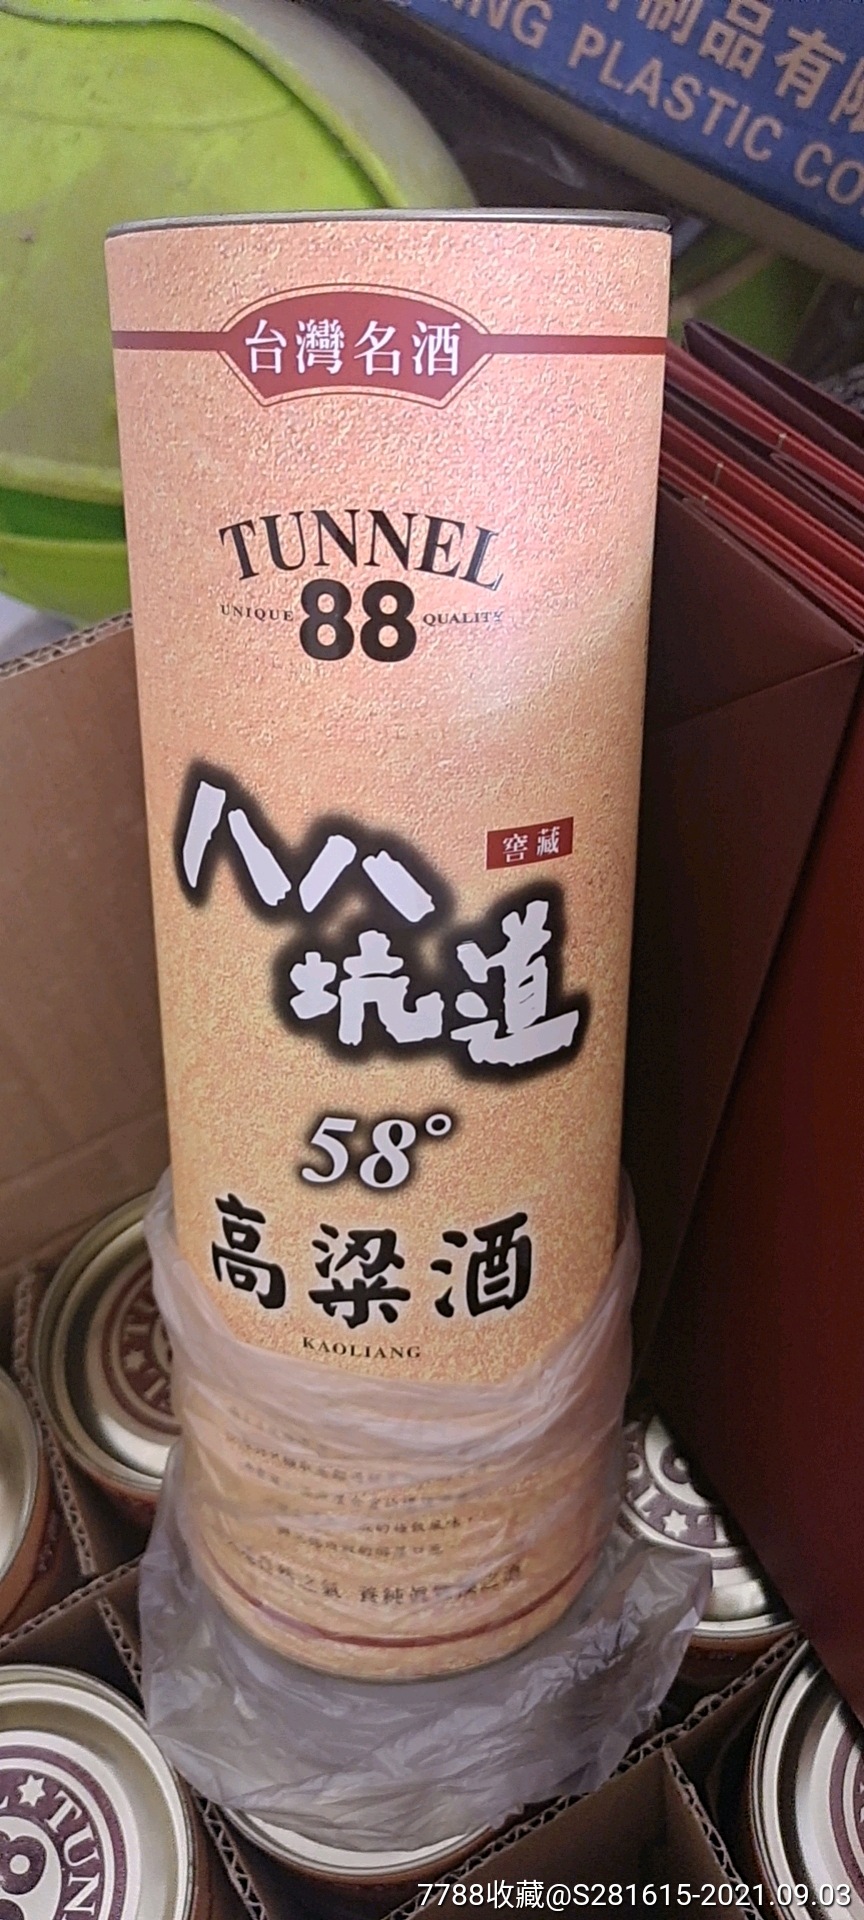 制品有限
NG PLASTIC CO
台灣名酒
TUNNEL
UNIQUE 88 QUALITY
八八
窖藏
坑道
58°
高粱酒
KAOLIANG
7788收藏@S281615-2021.09.03